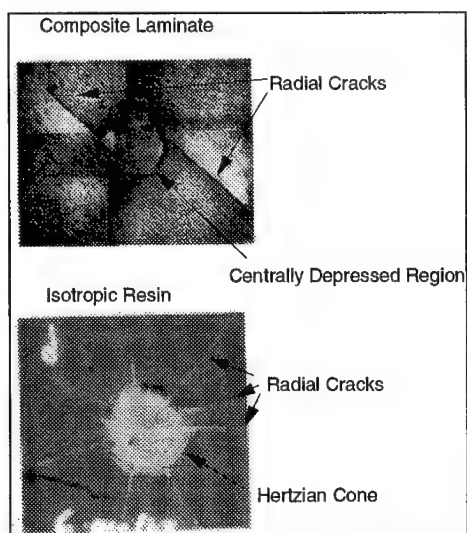 Composite Laminate
Radial Cracks
Centrally Depressed Region
Isotropic Resin
Radial Cracks
Hertzian Cone